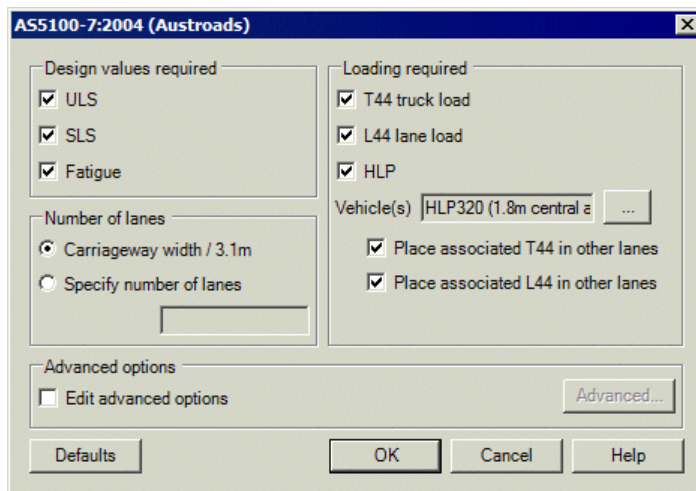 AS5100-7:2004 (Austroads)
Design values required
ULS
SLS
Fatigue
Number of lanes
Carriageway width / 3.1m
Specify number of lanes
Loading required
T44 truck load
L44 lane load
HLP
Vehicle(s) HLP320 (1.8m central a ...
Place associated T44 in other lanes
Place associated L44 in other lanes
Advanced options
Edit advanced options Advanced...
Defaults OK Cancel Help